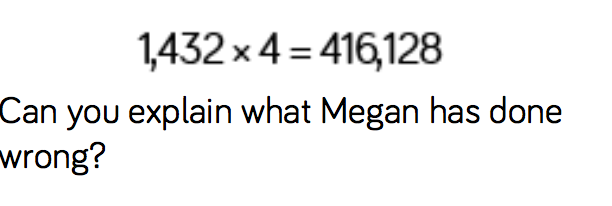 1,432 × 4 = 416,128
Can you explain what Megan has done
wrong?